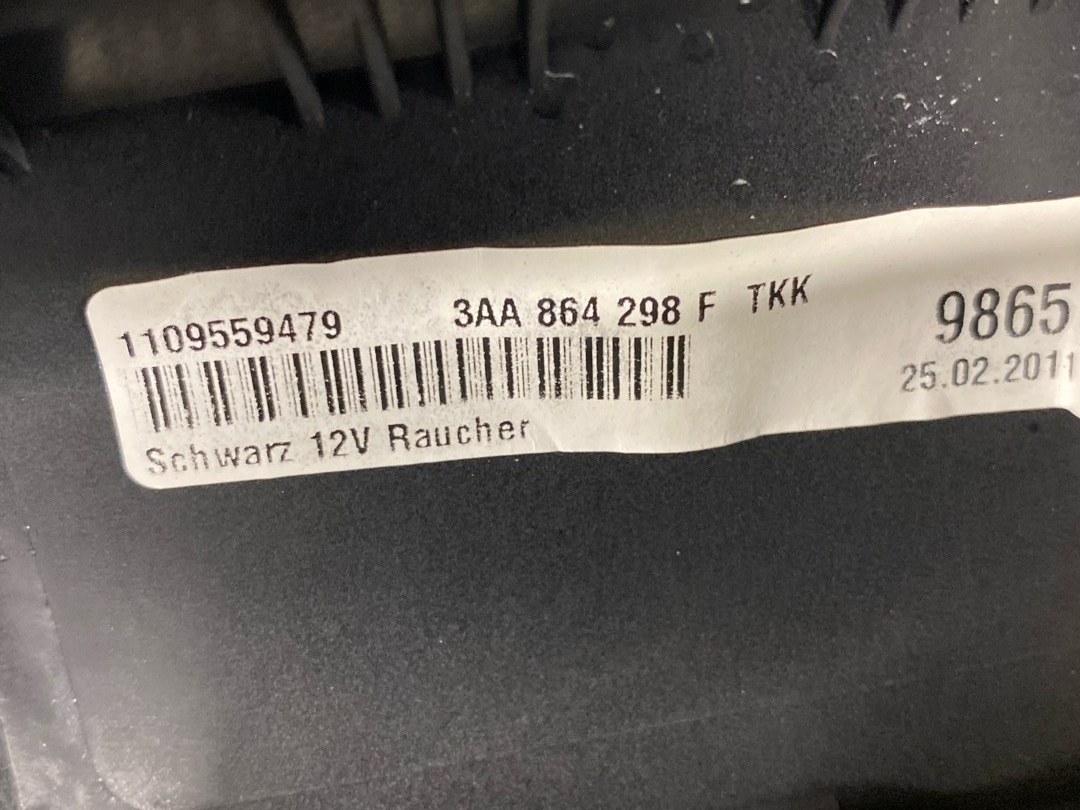 1109559479 3AA 864 298 F TKK 9865
25.02.2011
Schwarz 12V Raucher